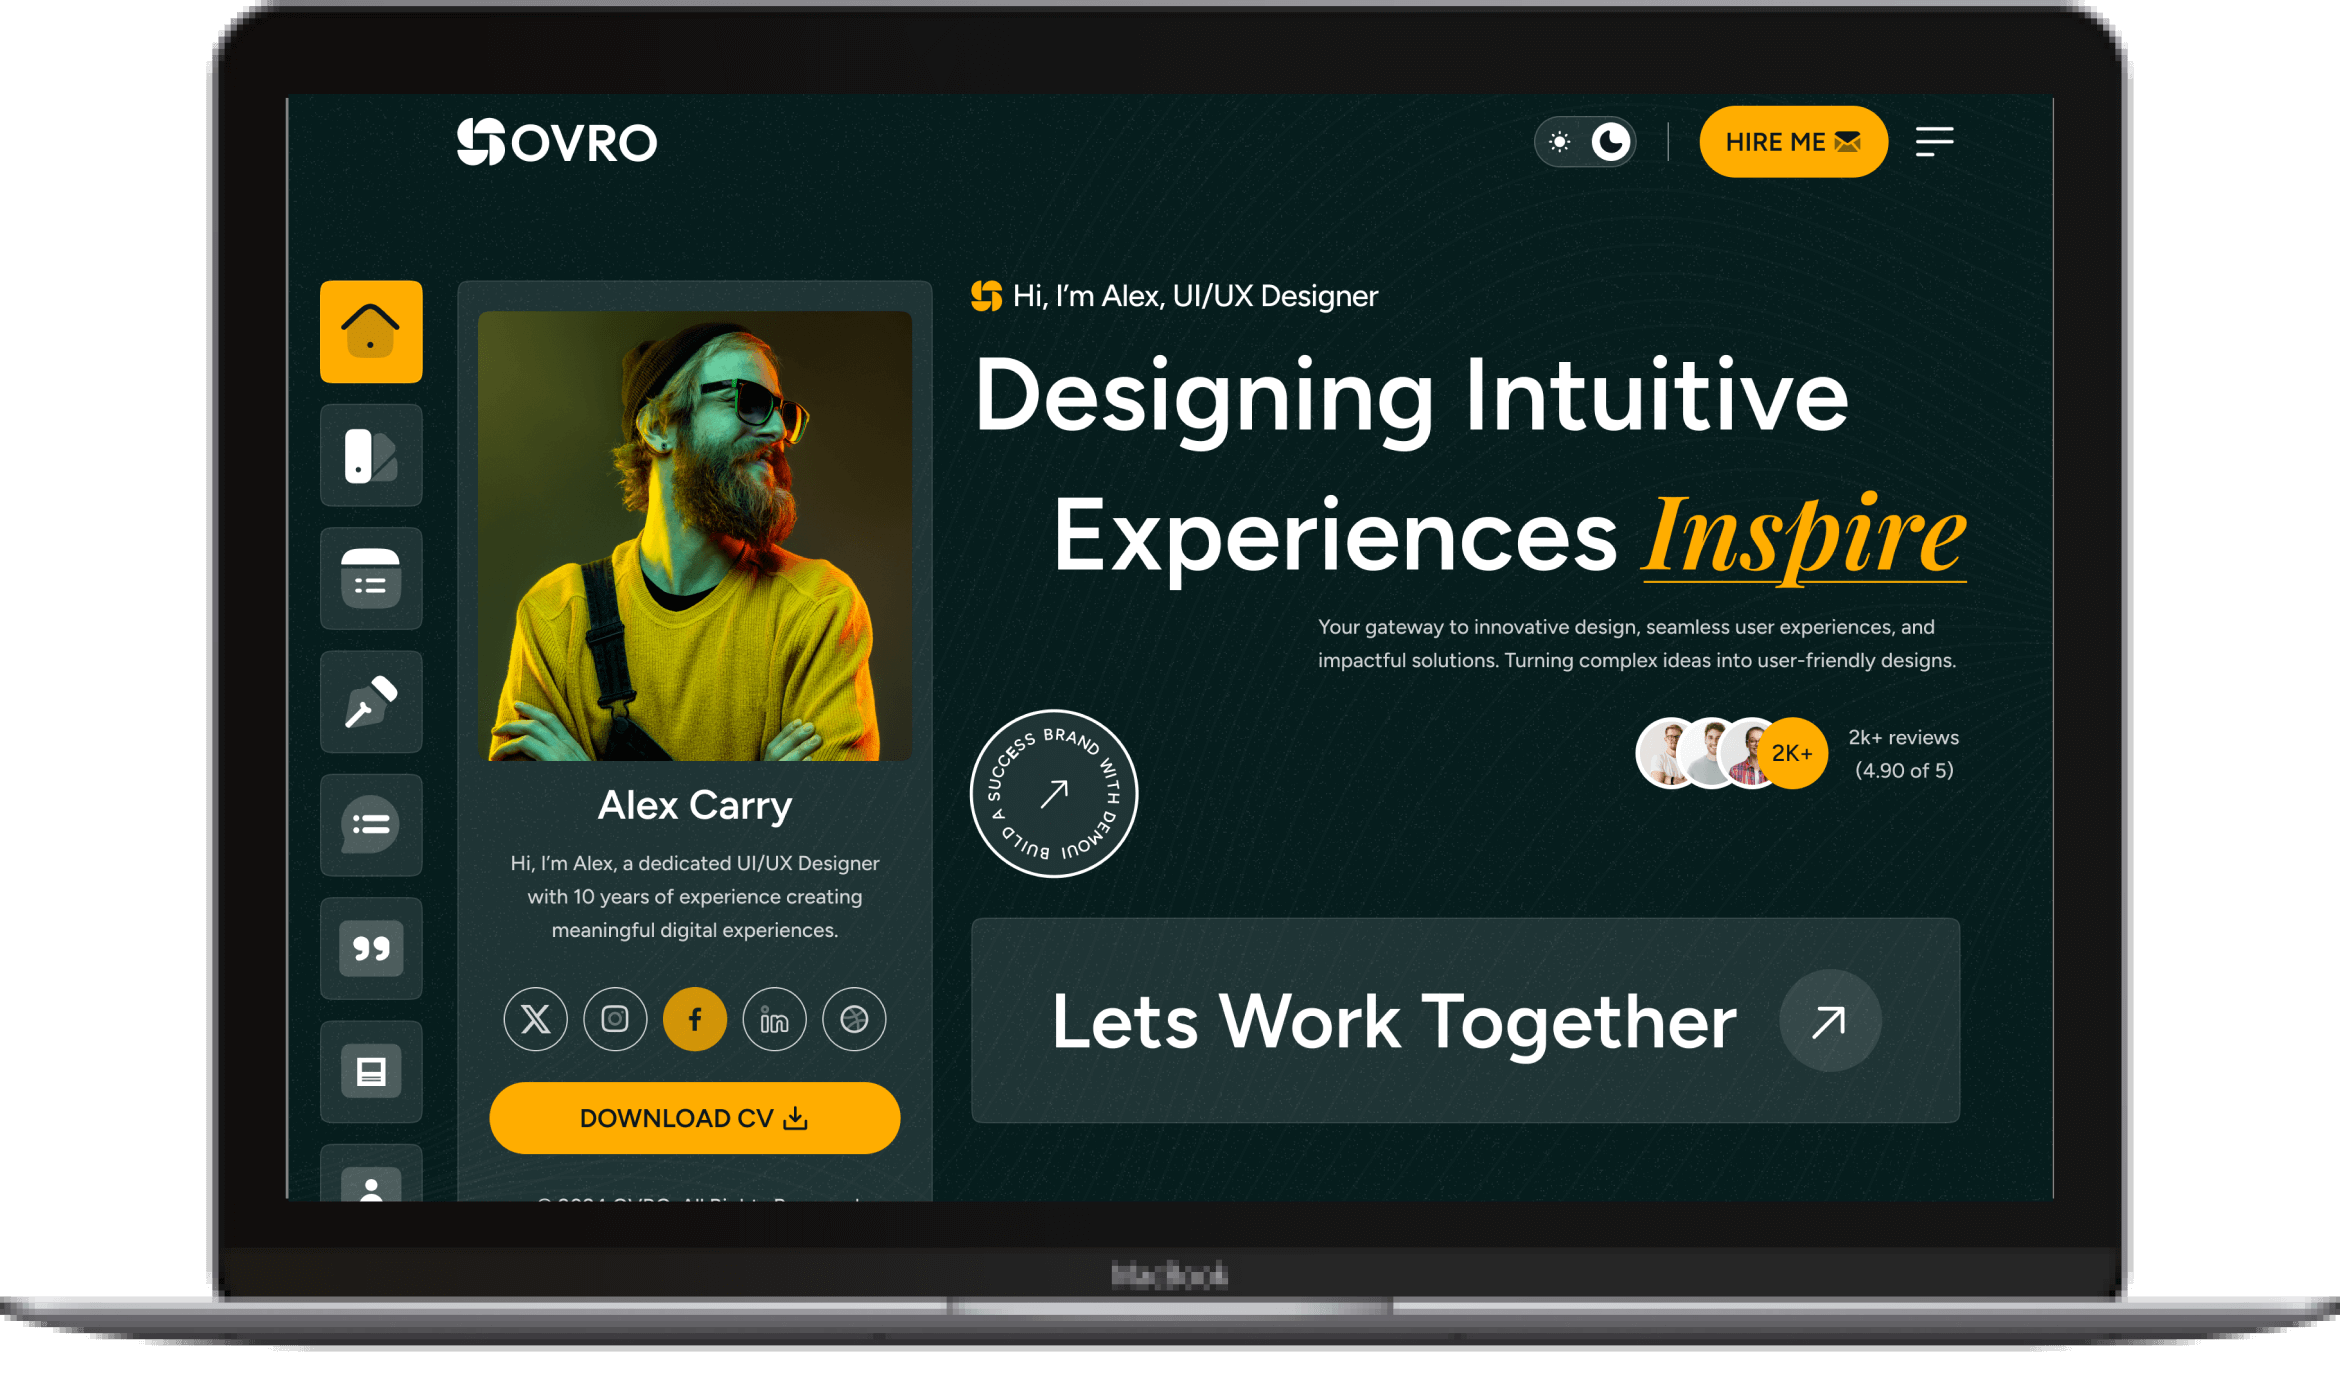 OVRO
HIRE ME
Hi, I'm Alex, UI/UX Designer
Designing Intuitive
Experiences Inspire
Your gateway to innovative design, seamless user experiences, and
impactful solutions. Turning complex ideas into user-friendly designs.
2K+
2k+ reviews
(4.90 of 5)
BUILD A SUCCESS BRAND WITH DEMOUI
Alex Carry
Hi, I'm Alex, a dedicated UI/UX Designer
with 10 years of experience creating
meaningful digital experiences.
DOWNLOAD CV
Lets Work Together
MacBook